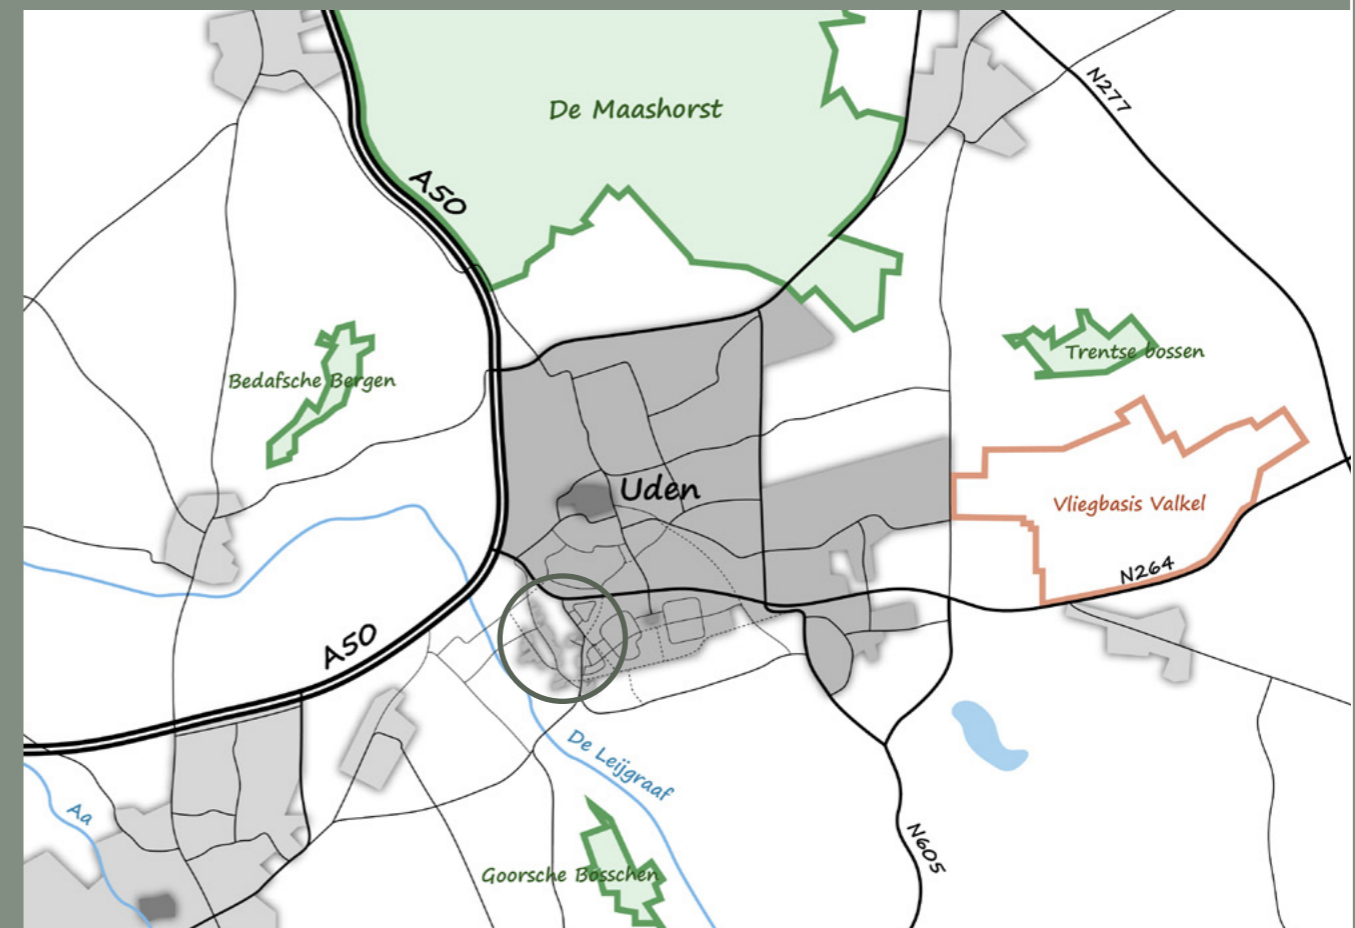 De Maashorst
N277
A50
Trentse bossen
Bedafsche Bergen
Uden
Vliegbasis Valkel
N264
A50
De Leijgraaf
Aa
N605
Goorsche Bosschen